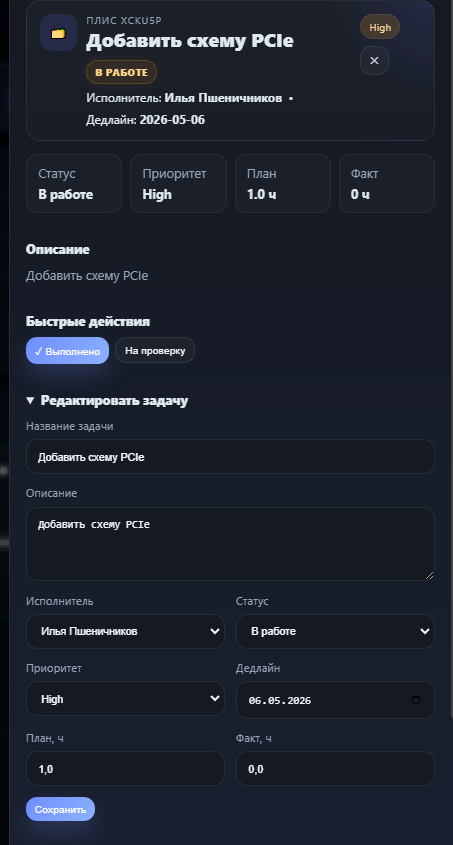 ПЛИС XCKU5P
High
Добавить схему PCIe
✕
В РАБОТЕ
Исполнитель: Илья Пшеничников •
Дедлайн: 2026-05-06
Статус Приоритет План Факт
В работе High 1.0 ч 0 ч
Описание
Добавить схему PCIe
Быстрые действия
✓ Выполнено На проверку
▼ Редактировать задачу
Название задачи
Добавить схему PCIe
Описание
Добавить схему PCIe
Исполнитель Статус
Илья Пшеничников В работе
Приоритет Дедлайн
High 06.05.2026
План, ч Факт, ч
1,0 0,0
Сохранить